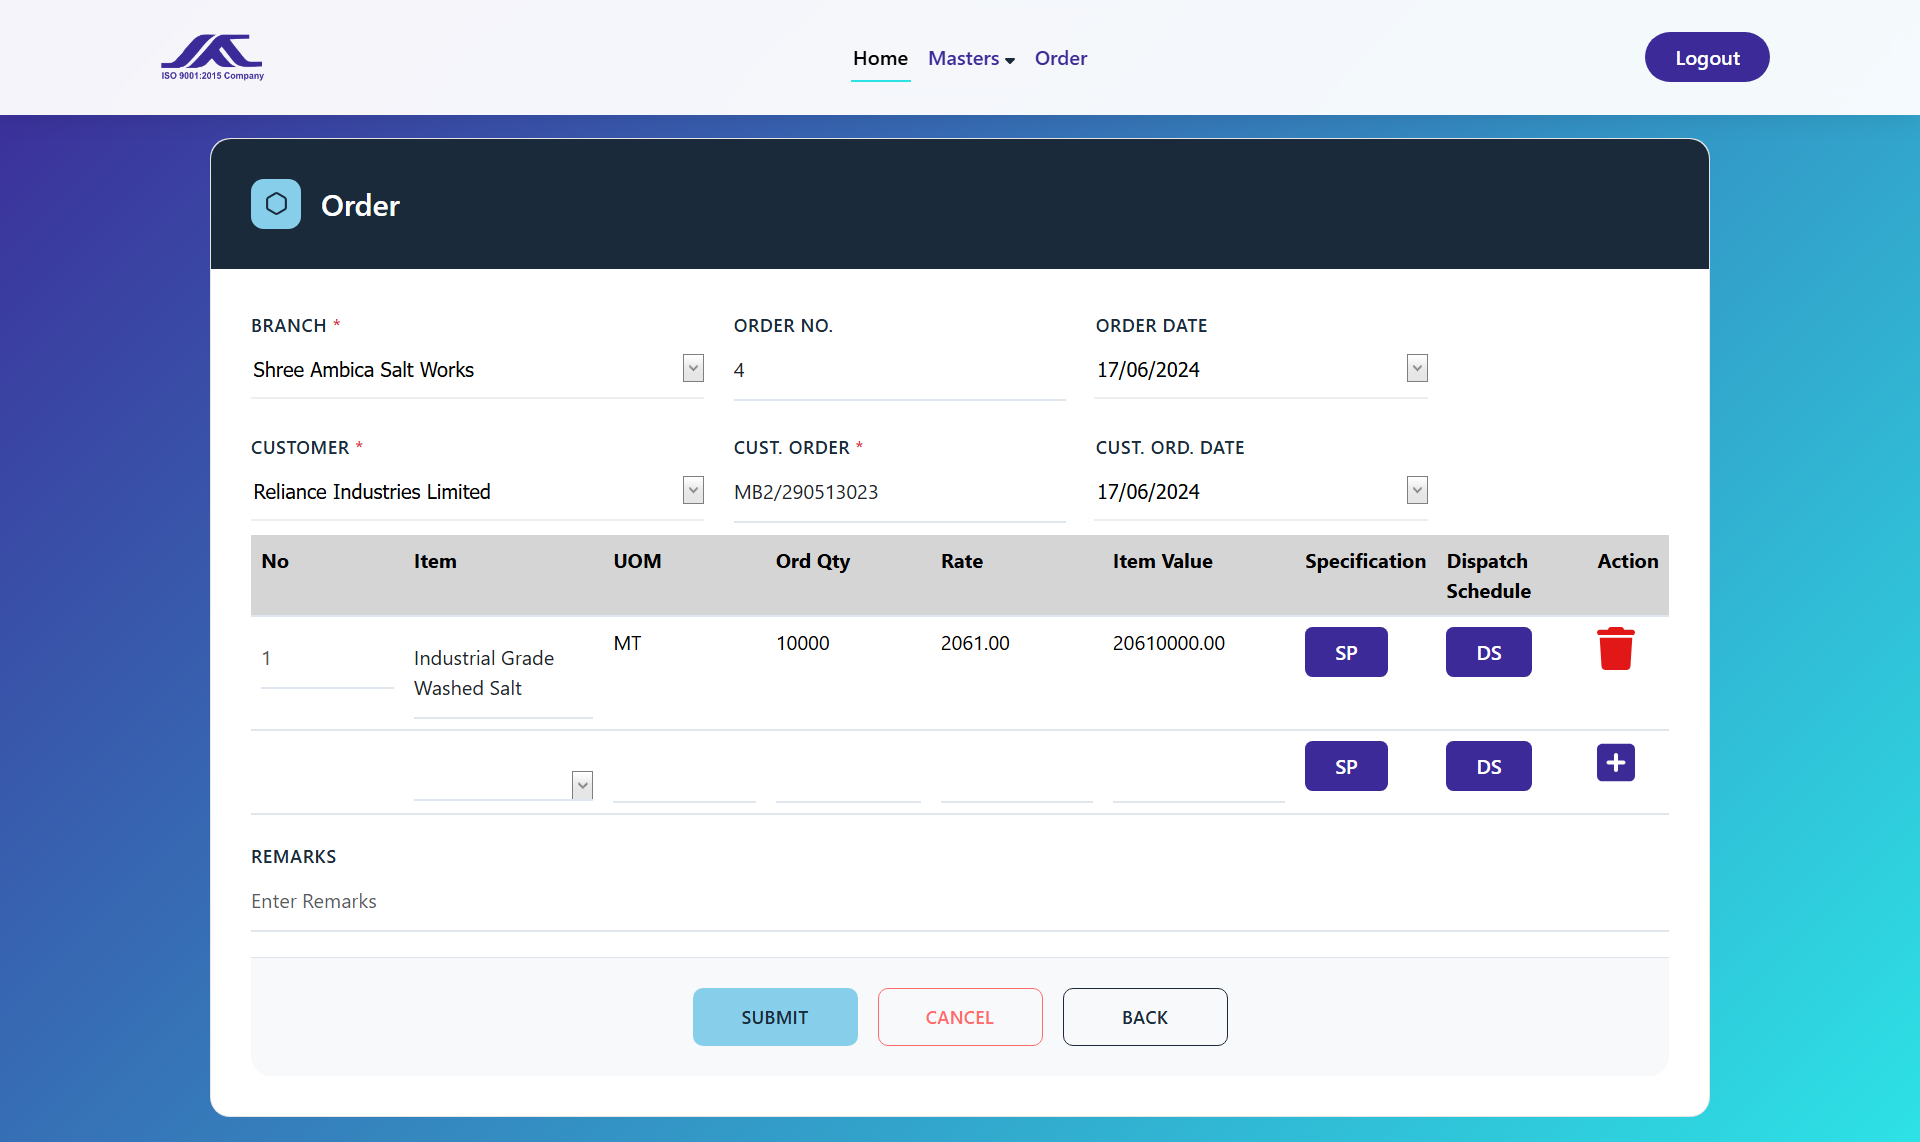 ISO 9001:2015 Company
Home Masters Order
Logout
Order
BRANCH * ORDER NO. ORDER DATE
Shree Ambica Salt Works 4 17/06/2024
CUSTOMER * CUST. ORDER * CUST. ORD. DATE
Reliance Industries Limited MB2/290513023 17/06/2024
No Item UOM Ord Qty Rate Item Value Specification Dispatch Schedule Action
1 Industrial Grade Washed Salt MT 10000 2061.00 20610000.00 SP DS
SP DS
REMARKS
Enter Remarks
SUBMIT CANCEL BACK